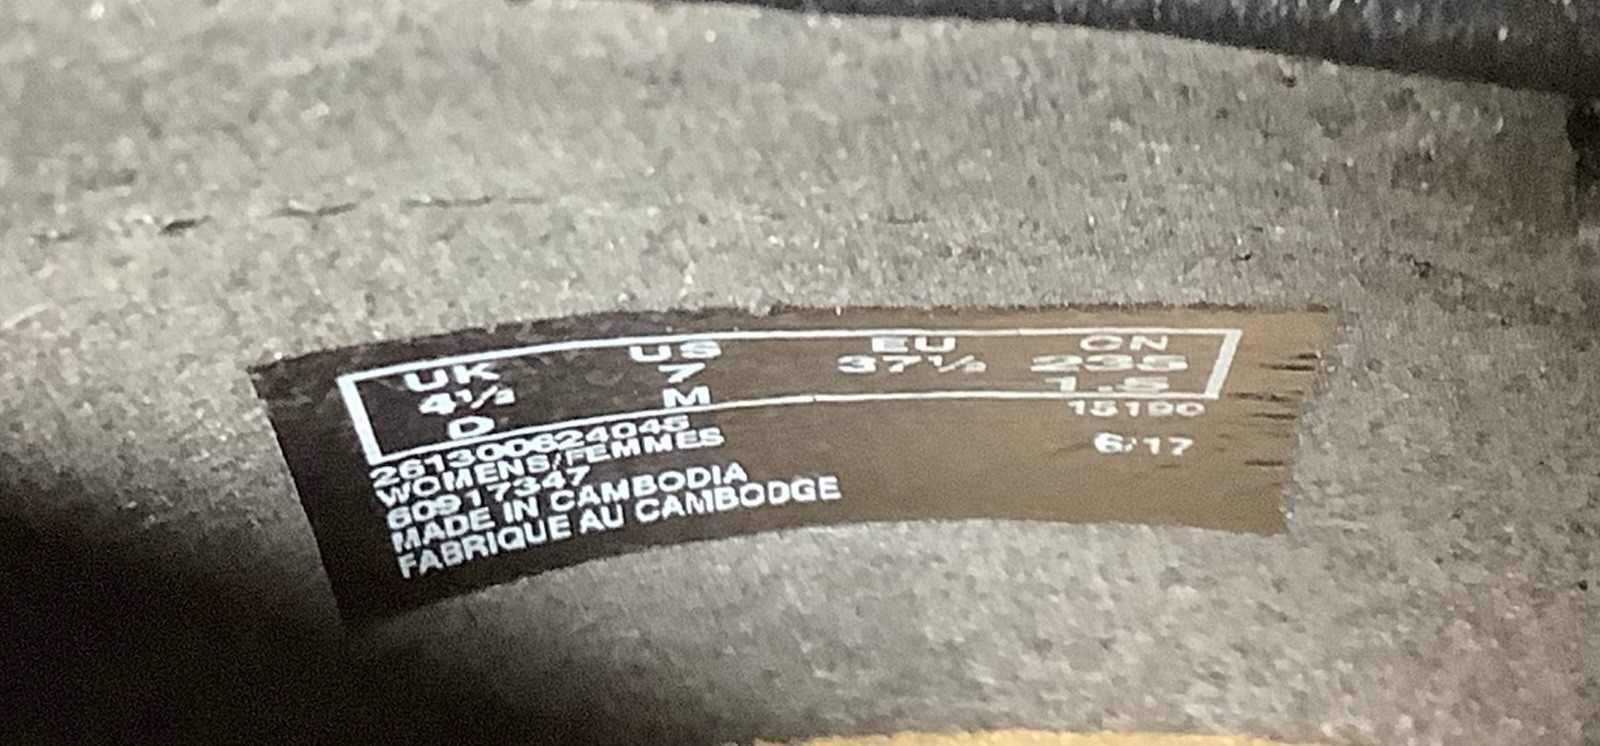 UK US EU CN
4½ 7 37½ 235
D M 1.5
261300624045 15190
WOMENS/FEMMES 6/17
60917347
MADE IN CAMBODIA
FABRIQUE AU CAMBODGE